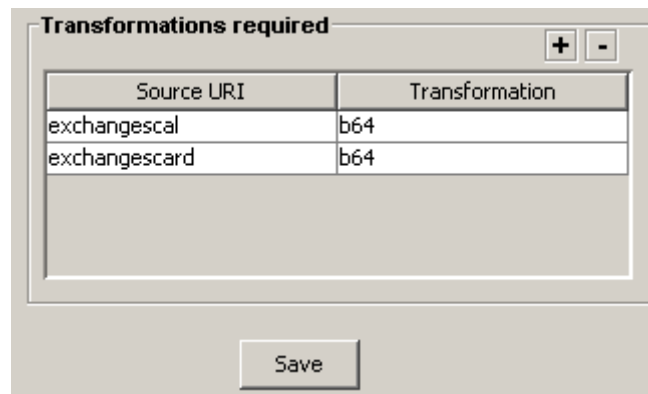 Transformations required
+ -
Source URI Transformation
exchangescal b64
exchangescard b64
Save